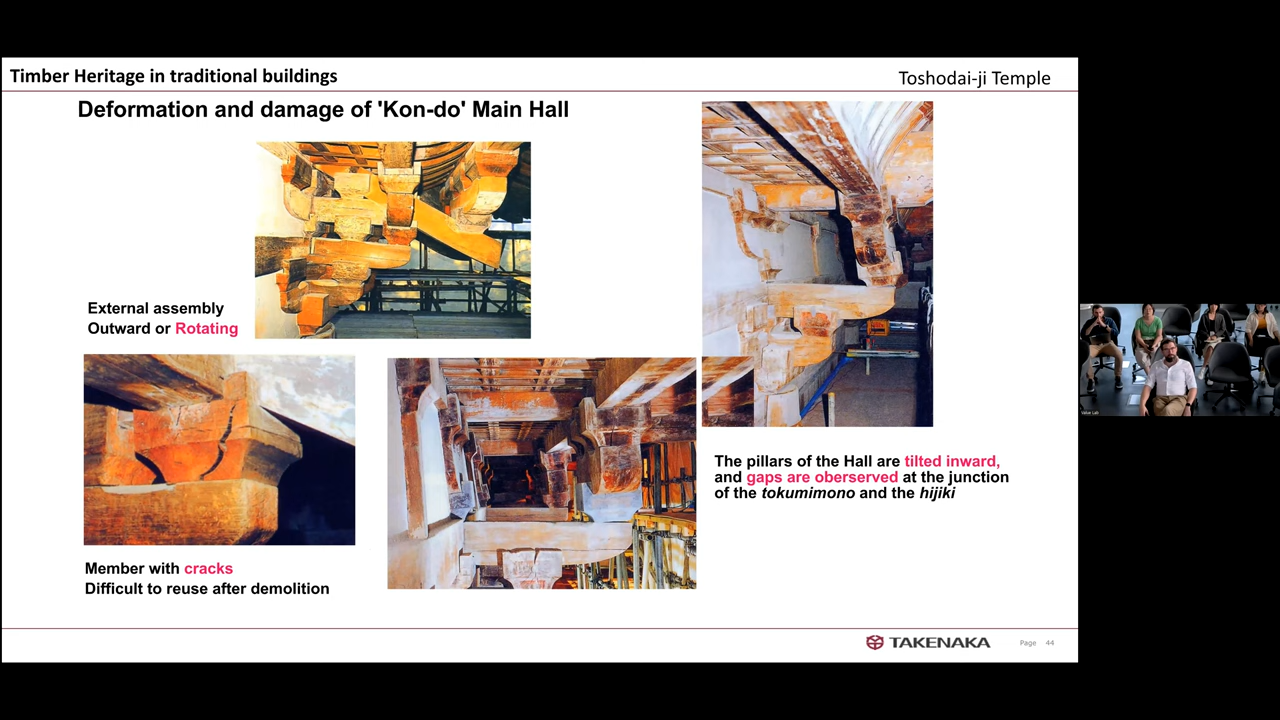 Timber Heritage in traditional buildings
Toshodai-ji Temple
Deformation and damage of 'Kon-do' Main Hall
External assembly
Outward or Rotating
Member with cracks
Difficult to reuse after demolition
The pillars of the Hall are tilted inward,
and gaps are oberserved at the junction
of the tokumimono and the hijiki
TAKENAKA
Page 44
Value Lab